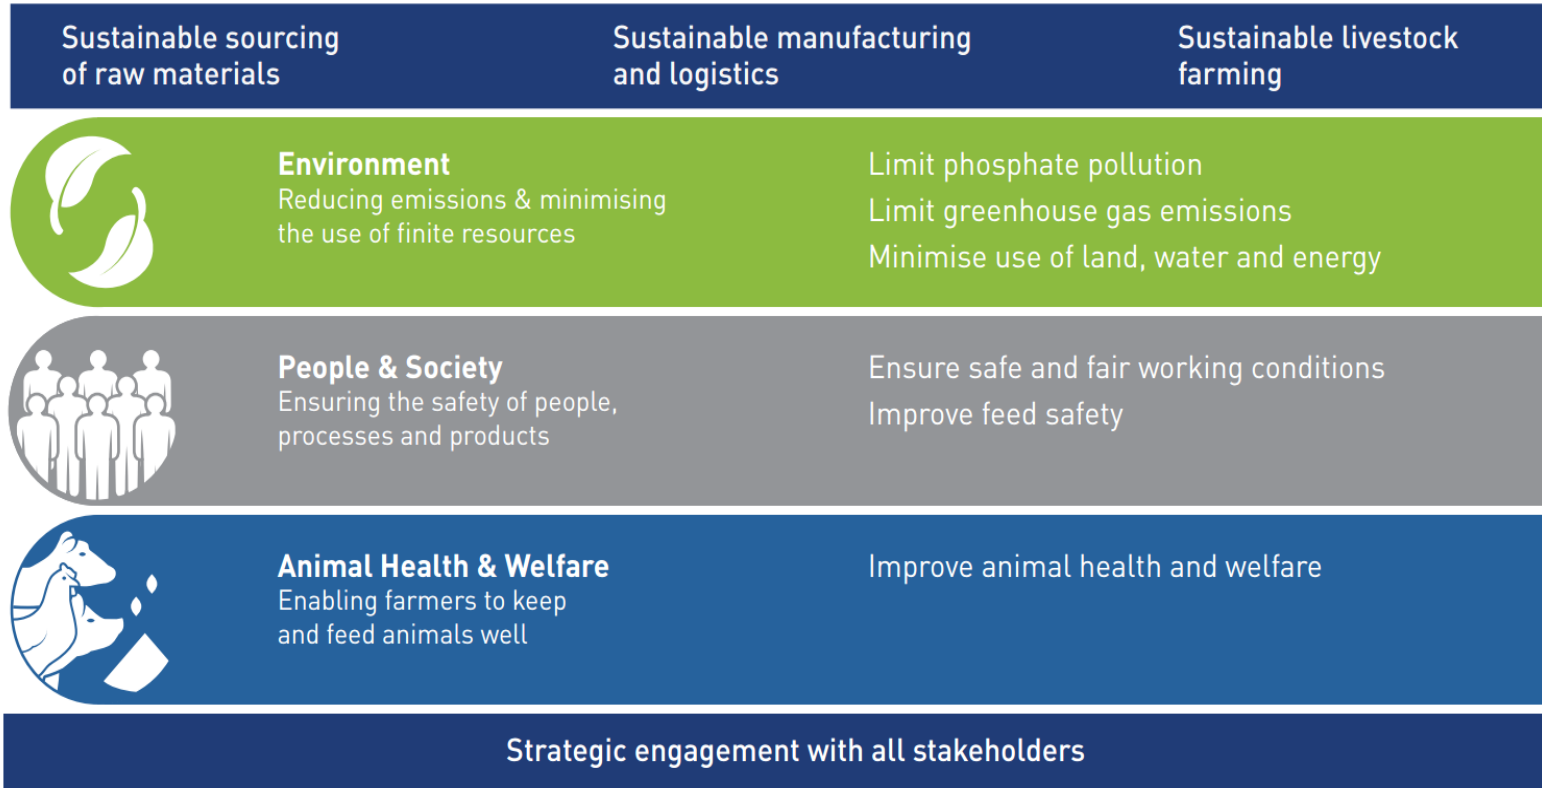 Sustainable sourcing
of raw materials
Sustainable manufacturing
and logistics
Sustainable livestock
farming
Environment
Reducing emissions & minimising
the use of finite resources
Limit phosphate pollution
Limit greenhouse gas emissions
Minimise use of land, water and energy
People & Society
Ensuring the safety of people,
processes and products
Ensure safe and fair working conditions
Improve feed safety
Animal Health & Welfare
Enabling farmers to keep
and feed animals well
Improve animal health and welfare
Strategic engagement with all stakeholders